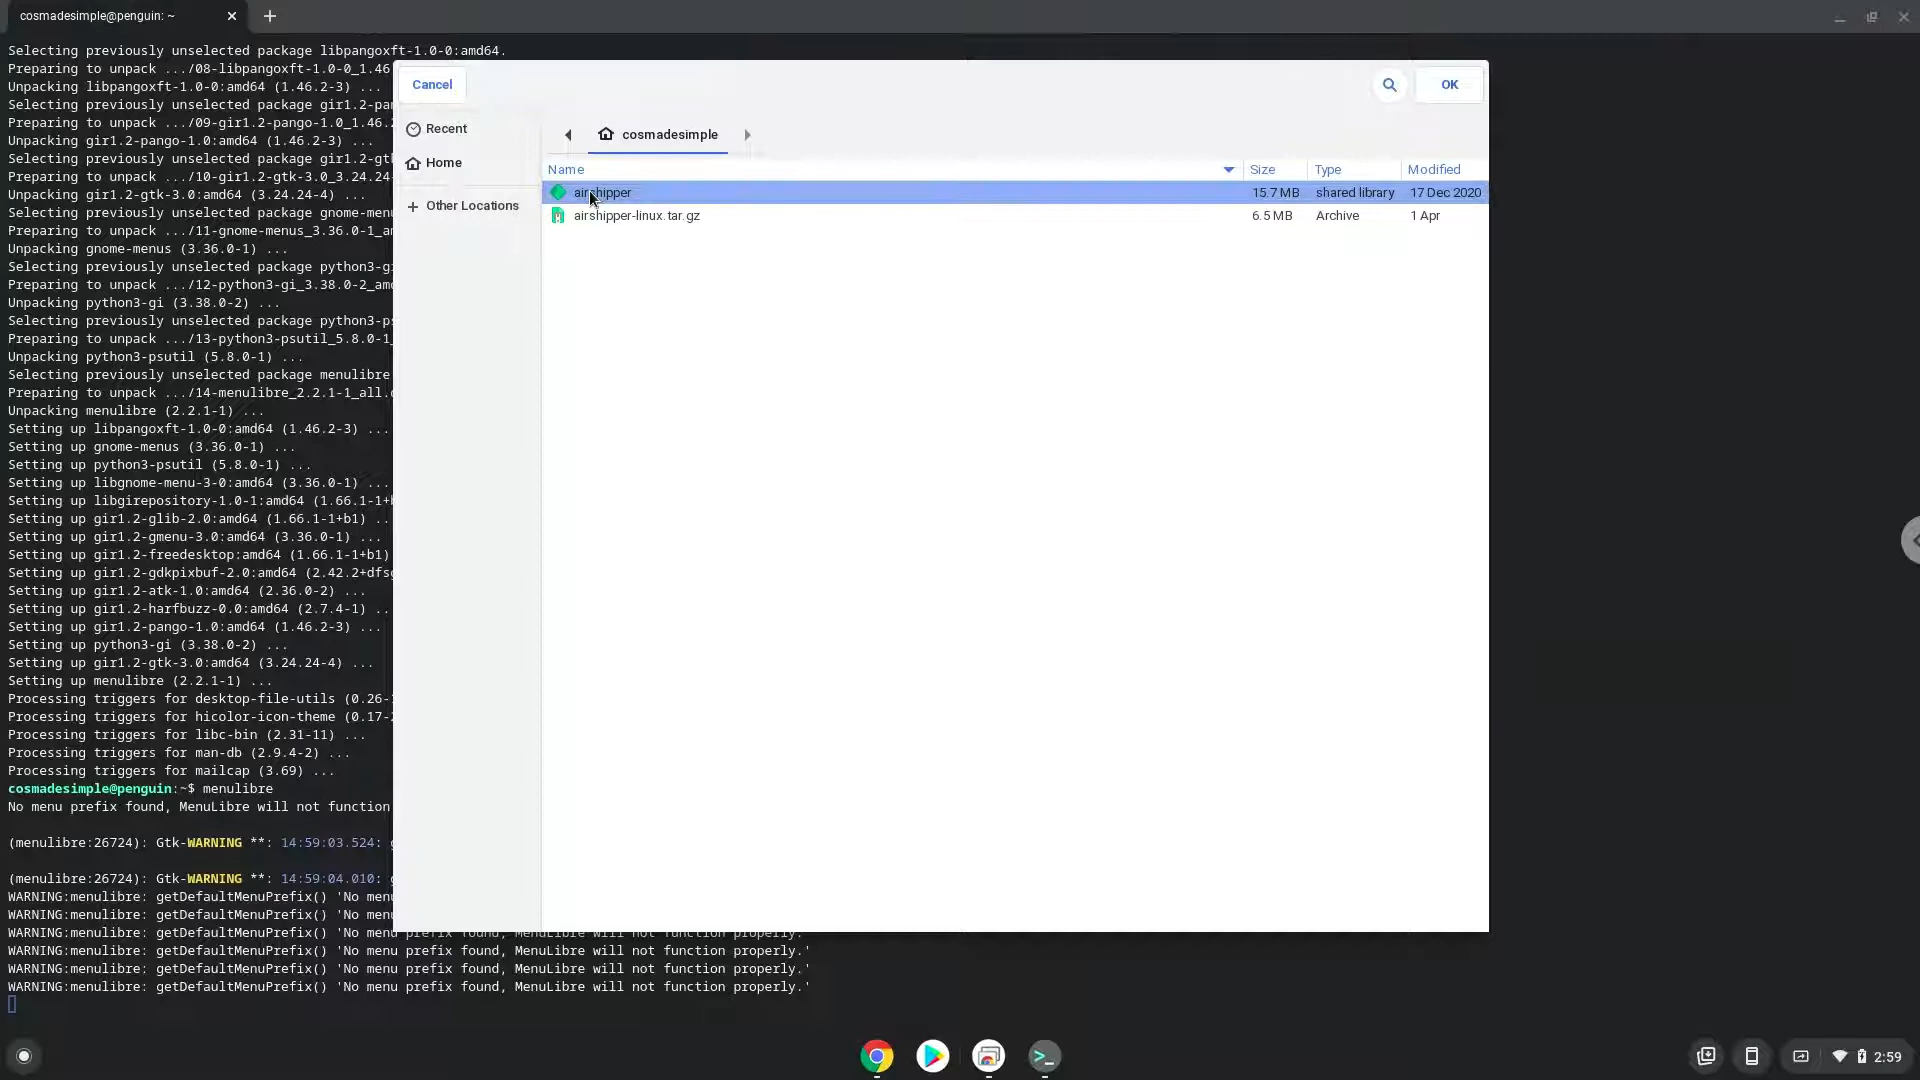 cosmadesimple@penguin: ~
Selecting previously unselected package libpangoxft-1.0-0:amd64.
Preparing to unpack .../08-libpangoxft-1.0-0_1.46
Unpacking libpangoxft-1.0-0:amd64 (1.46.2-3) ...
Selecting previously unselected package gir1.2-pan
Preparing to unpack .../09-gir1.2-pango-1.0_1.46.2
Unpacking gir1.2-pango-1.0:amd64 (1.46.2-3) ...
Selecting previously unselected package gir1.2-gtk
Preparing to unpack .../10-gir1.2-gtk-3.0_3.24.24-
Unpacking gir1.2-gtk-3.0:amd64 (3.24.24-4) ...
Selecting previously unselected package gnome-menu
Preparing to unpack .../11-gnome-menus_3.36.0-1_am
Unpacking gnome-menus (3.36.0-1) ...
Selecting previously unselected package python3-gi
Preparing to unpack .../12-python3-gi_3.38.0-2_amd
Unpacking python3-gi (3.38.0-2) ...
Selecting previously unselected package python3-ps
Preparing to unpack .../13-python3-psutil_5.8.0-1_
Unpacking python3-psutil (5.8.0-1) ...
Selecting previously unselected package menulibre
Preparing to unpack .../14-menulibre_2.2.1-1_all.d
Unpacking menulibre (2.2.1-1) ...
Setting up libpangoxft-1.0-0:amd64 (1.46.2-3) ...
Setting up gnome-menus (3.36.0-1) ...
Setting up python3-psutil (5.8.0-1) ...
Setting up libgnome-menu-3-0:amd64 (3.36.0-1) ...
Setting up libgirepository-1.0-1:amd64 (1.66.1-1+b
Setting up gir1.2-glib-2.0:amd64 (1.66.1-1+b1) ..
Setting up gir1.2-gmenu-3.0:amd64 (3.36.0-1) ...
Setting up gir1.2-freedesktop:amd64 (1.66.1-1+b1)
Setting up gir1.2-gdkpixbuf-2.0:amd64 (2.42.2+dfsg
Setting up gir1.2-atk-1.0:amd64 (2.36.0-2) ...
Setting up gir1.2-harfbuzz-0.0:amd64 (2.7.4-1) ..
Setting up gir1.2-pango-1.0:amd64 (1.46.2-3) ...
Setting up python3-gi (3.38.0-2) ...
Setting up gir1.2-gtk-3.0:amd64 (3.24.24-4) ...
Setting up menulibre (2.2.1-1) ...
Processing triggers for desktop-file-utils (0.26-1
Processing triggers for hicolor-icon-theme (0.17-2
Processing triggers for libc-bin (2.31-11) ...
Processing triggers for man-db (2.9.4-2) ...
Processing triggers for mailcap (3.69) ...
cosmadesimple@penguin:~$ menulibre
No menu prefix found, MenuLibre will not function
(menulibre:26724): Gtk-WARNING **: 14:59:03.524: g
(menulibre:26724): Gtk-WARNING **: 14:59:04.010: g
WARNING:menulibre: getDefaultMenuPrefix() 'No menu
WARNING:menulibre: getDefaultMenuPrefix() 'No menu
WARNING:menulibre: getDefaultMenuPrefix() 'No menu prefix found, MenuLibre will not function properly.'
WARNING:menulibre: getDefaultMenuPrefix() 'No menu prefix found, MenuLibre will not function properly.'
WARNING:menulibre: getDefaultMenuPrefix() 'No menu prefix found, MenuLibre will not function properly.'
WARNING:menulibre: getDefaultMenuPrefix() 'No menu prefix found, MenuLibre will not function properly.'
Cancel
OK
Recent
Home
Other Locations
cosmadesimple
Name Size Type Modified
airshipper 15.7 MB shared library 17 Dec 2020
airshipper-linux.tar.gz 6.5 MB Archive 1 Apr
2:59